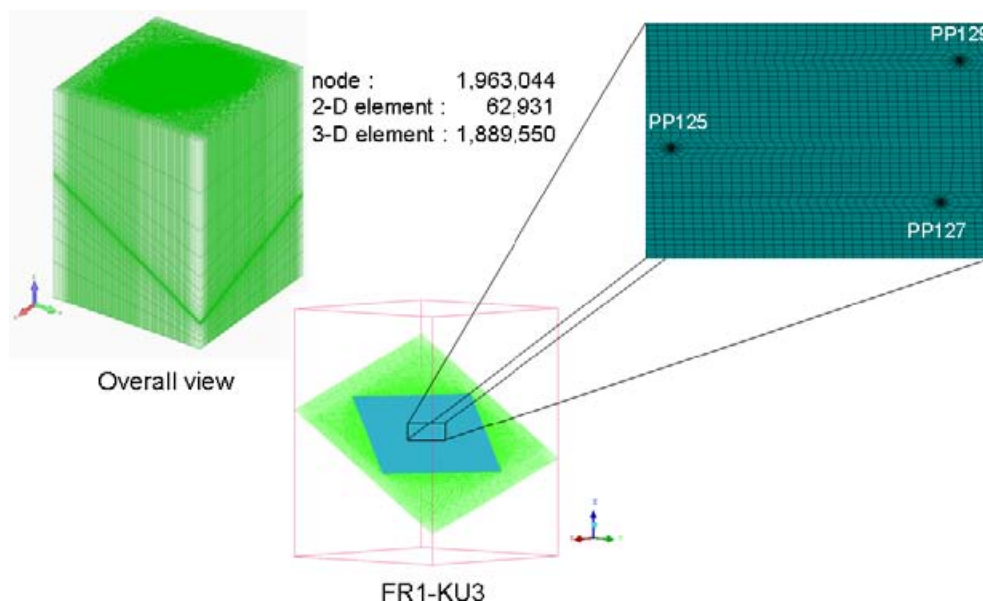 node : 1,963,044
2-D element : 62,931
3-D element : 1,889,550
PP129
PP125
PP127
Overall view
FR1-KU3